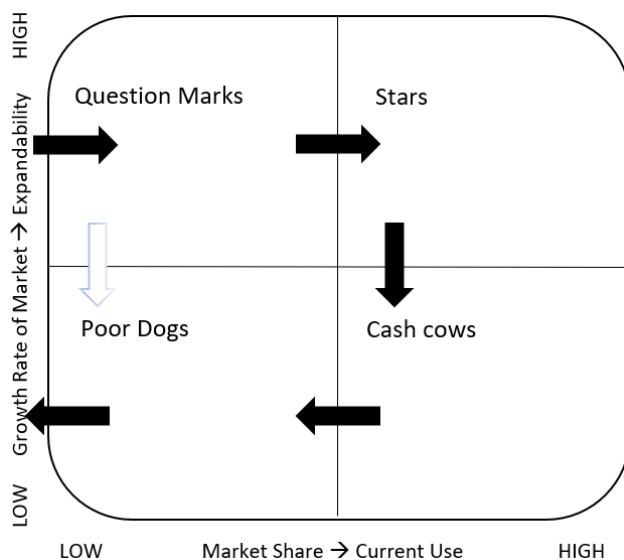 HIGH
Question Marks
Stars
Growth Rate of Market → Expandability
Poor Dogs
Cash cows
LOW
LOW
Market Share → Current Use
HIGH